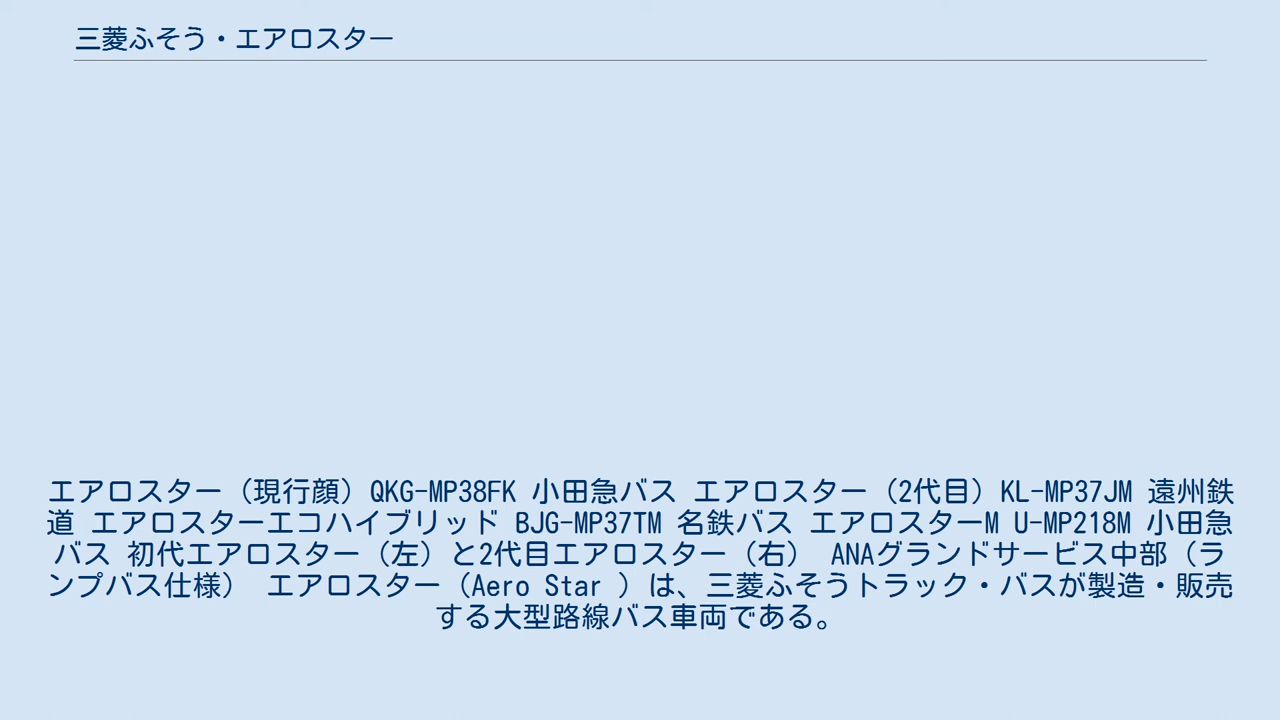 三菱ふそう・エアロスター
エアロスター（現行顔）QKG-MP38FK 小田急バス エアロスター（2代目）KL-MP37JM 遠州鉄
道 エアロスターエコハイブリッド BJG-MP37TM 名鉄バス エアロスターM U-MP218M 小田急
バス 初代エアロスター（左）と2代目エアロスター（右） ANAグランドサービス中部（ラ
ンプバス仕様） エアロスター（Aero Star ）は、三菱ふそうトラック・バスが製造・販売
する大型路線バス車両である。